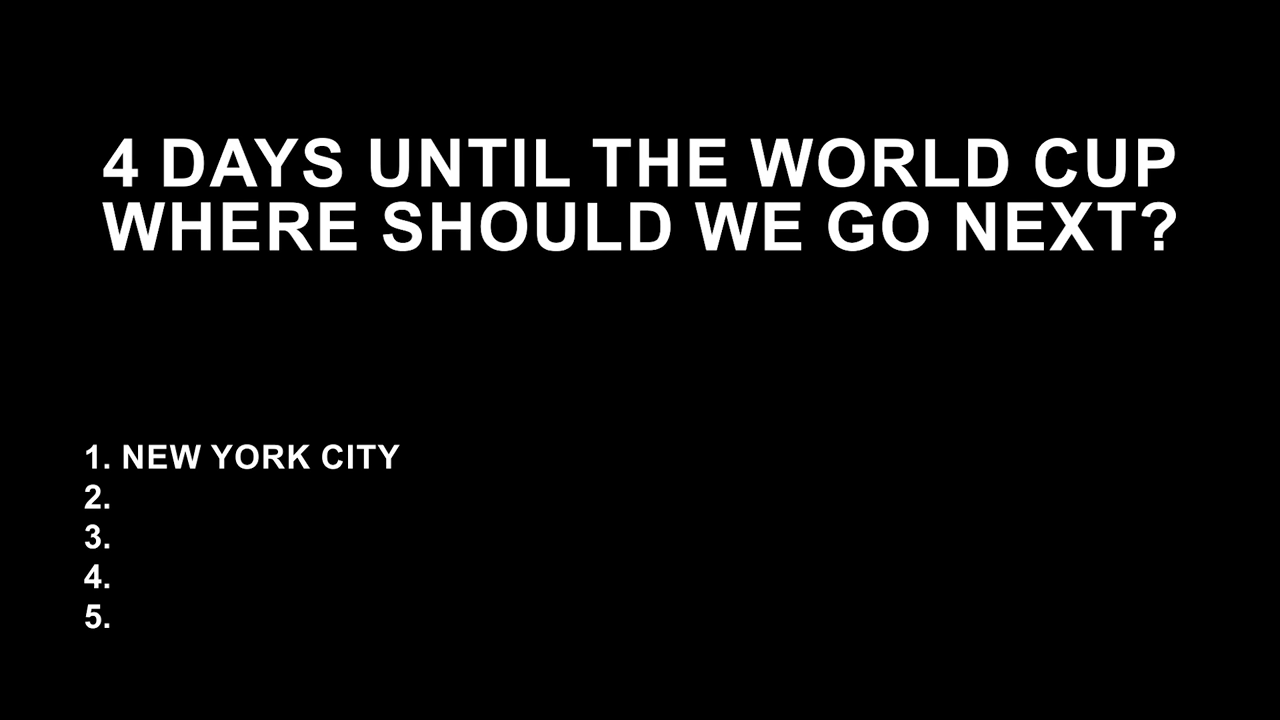 4 DAYS UNTIL THE WORLD CUP
WHERE SHOULD WE GO NEXT?
1. NEW YORK CITY
2.
3.
4.
5.